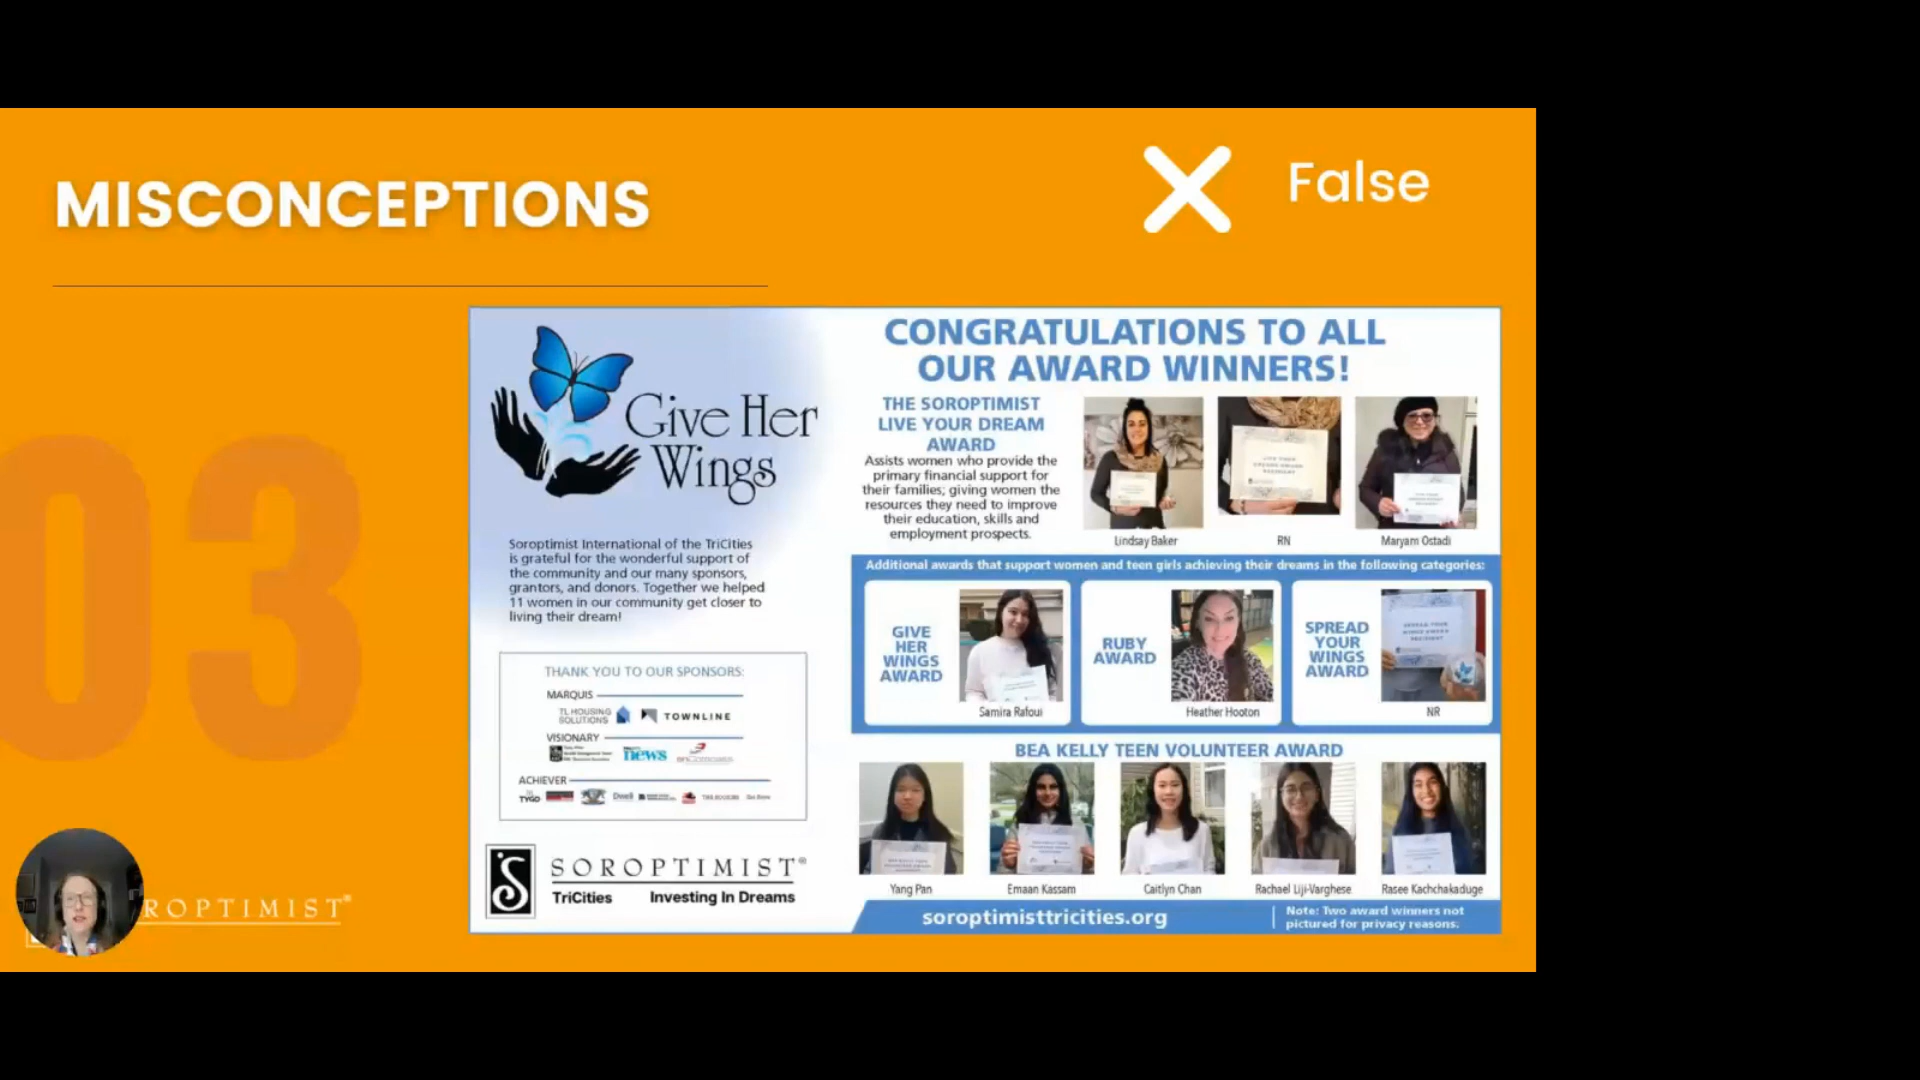 MISCONCEPTIONS
False
03
Give Her
Wings
Soroptimist International of the TriCities
is grateful for the wonderful support of
the community and our many sponsors,
grantors, and donors. Together we helped
11 women in our community get closer to
living their dream!
THANK YOU TO OUR SPONSORS:
MARQUIS
TL HOUSING
SOLUTIONS
TOWNLINE
VISIONARY
news
ACHIEVER
TYGO
SOROPTIMIST®
TriCities Investing In Dreams
CONGRATULATIONS TO ALL
OUR AWARD WINNERS!
THE SOROPTIMIST
LIVE YOUR DREAM
AWARD
Assists women who provide the
primary financial support for
their families; giving women the
resources they need to improve
their education, skills and
employment prospects.
Lindsay Baker
RN
Maryam Ostadi
Additional awards that support women and teen girls achieving their dreams in the following categories:
GIVE
HER
WINGS
AWARD
Samira Rafoui
RUBY
AWARD
Heather Hooton
SPREAD
YOUR
WINGS
AWARD
NR
BEA KELLY TEEN VOLUNTEER AWARD
Yang Pan
Emaan Kassam
Caitlyn Chan
Rachael Liji-Varghese
Rasee Kachchakaduge
soroptimisttricities.org
Note: Two award winners not
pictured for privacy reasons.
ROPTIMIST®